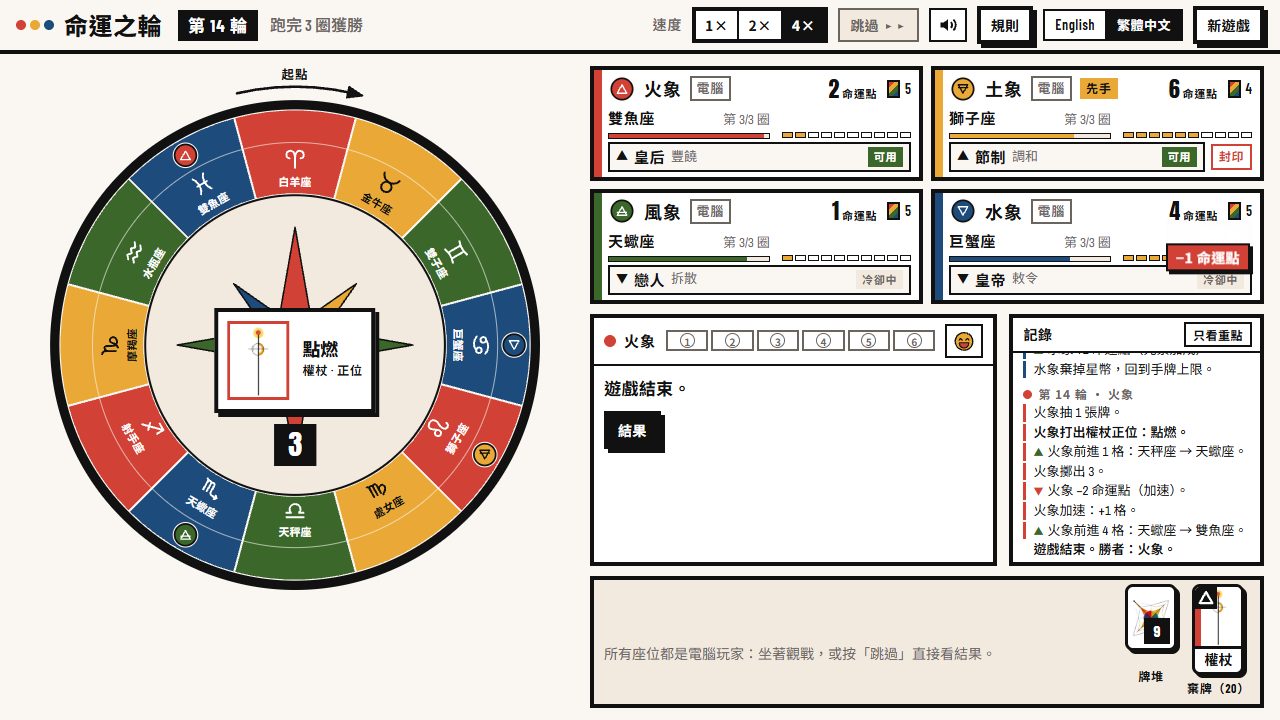 命運之輪
第 14 輪
跑完 3 圈獲勝
速度
1×
2×
4×
跳過
規則
English
繁體中文
新遊戲
起點
白羊座
金牛座
雙子座
巨蟹座
獅子座
處女座
天秤座
天蠍座
射手座
摩羯座
水瓶座
雙魚座
點燃
權杖 · 正位
3
火象
電腦
2 命運點
5
雙魚座
第 3/3 圈
皇后 豐饒
可用
土象
電腦
先手
6 命運點
4
獅子座
第 3/3 圈
節制 調和
可用
封印
風象
電腦
1 命運點
5
天蠍座
第 3/3 圈
戀人 拆散
冷卻中
水象
電腦
4 命運點
5
巨蟹座
第 3/3 圈
−1 命運點
皇帝 敕令
冷卻中
火象
1
2
3
4
5
6
遊戲結束。
結果
記錄
只看重點
水象棄掉星幣，回到手牌上限。
第 14 輪 · 火象
火象抽 1 張牌。
火象打出權杖正位：點燃。
▲ 火象前進 1 格：天秤座 → 天蠍座。
火象擲出 3。
▼ 火象 −2 命運點（加速）。
火象加速：+1 格。
▲ 火象前進 4 格：天蠍座 → 雙魚座。
遊戲結束。勝者：火象。
所有座位都是電腦玩家：坐著觀戰，或按「跳過」直接看結果。
9
牌堆
權杖
棄牌（20）